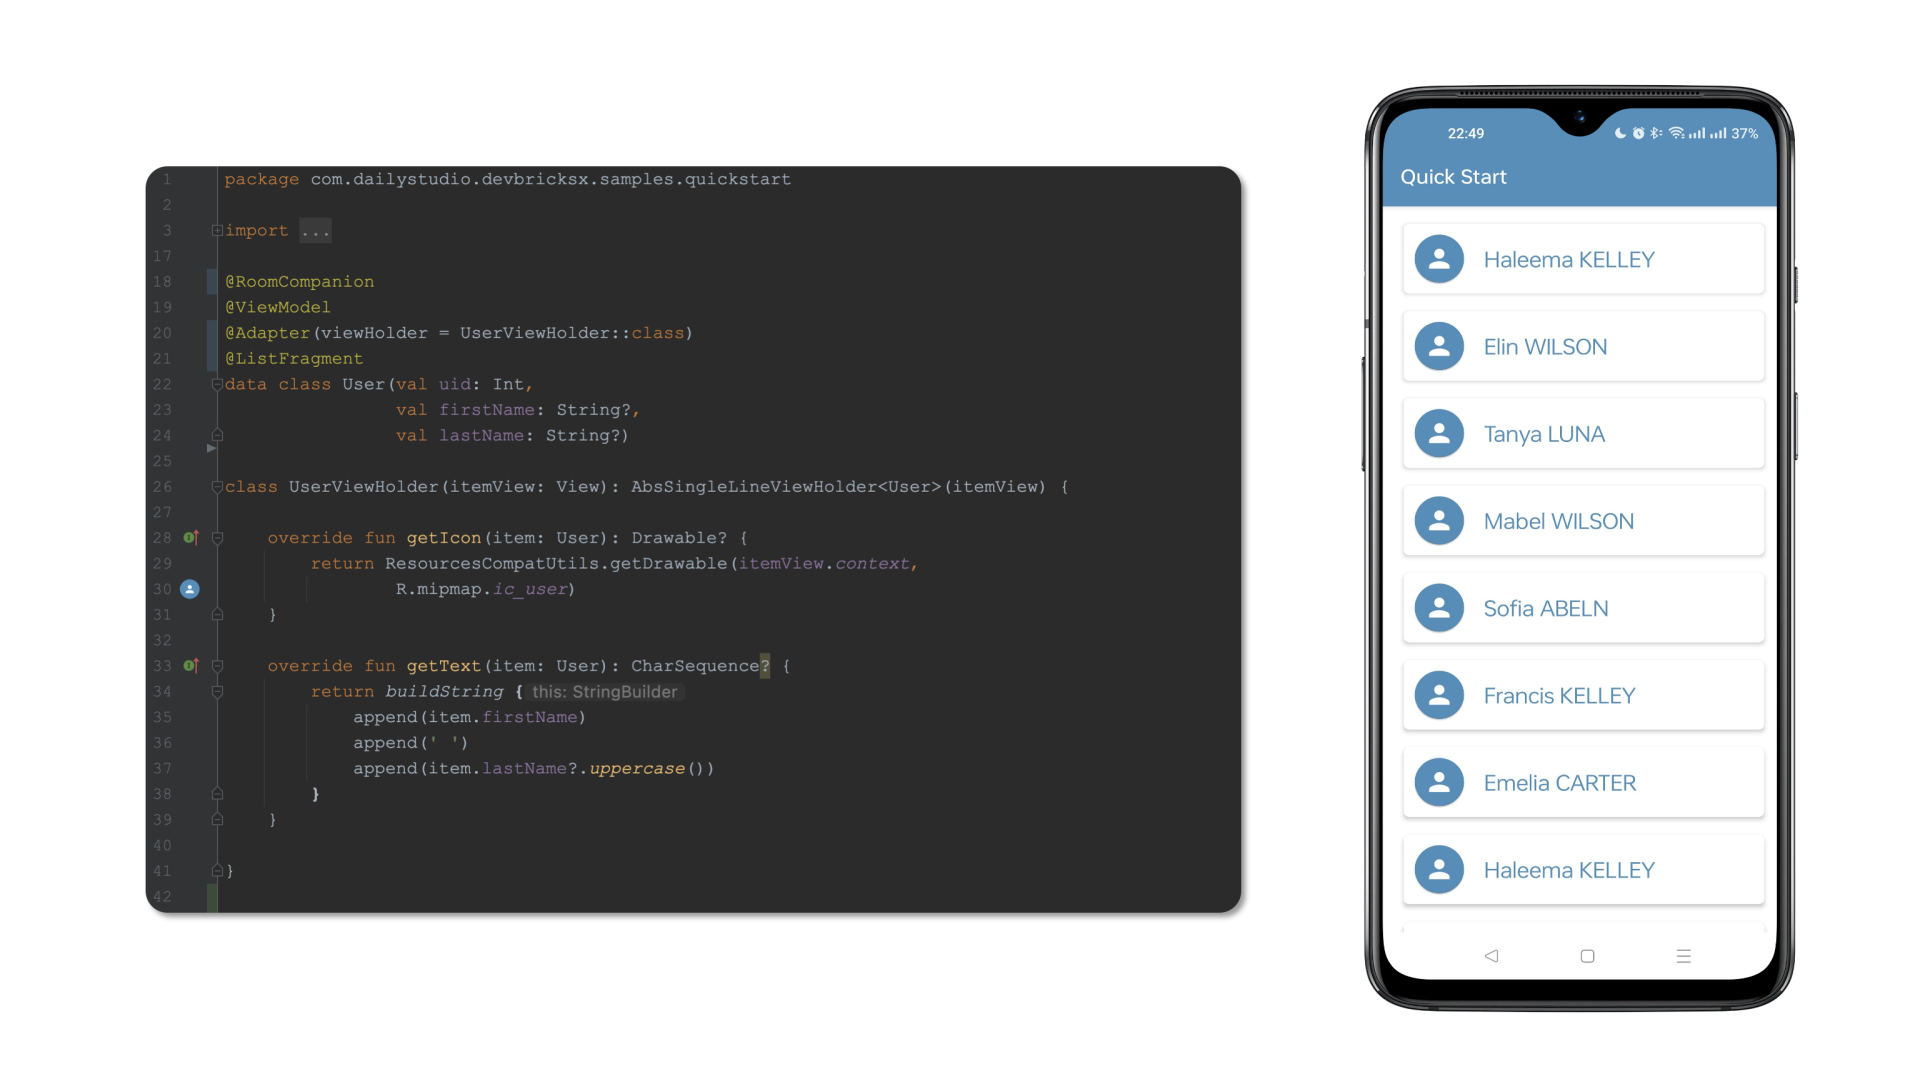 1 package com.dailystudio.devbricksx.samples.quickstart
2
3 import ...
17
18 @RoomCompanion
19 @ViewModel
20 @Adapter(viewHolder = UserViewHolder::class)
21 @ListFragment
22 data class User(val uid: Int,
23 val firstName: String?,
24 val lastName: String?)
25
26 class UserViewHolder(itemView: View): AbsSingleLineViewHolder<User>(itemView) {
27
28 override fun getIcon(item: User): Drawable? {
29 return ResourcesCompatUtils.getDrawable(itemView.context,
30 R.mipmap.ic_user)
31 }
32
33 override fun getText(item: User): CharSequence? {
34 return buildString { this: StringBuilder
35 append(item.firstName)
36 append(' ')
37 append(item.lastName?.uppercase())
38 }
39 }
40
41 }
42
22:49 37%
Quick Start
Haleema KELLEY
Elin WILSON
Tanya LUNA
Mabel WILSON
Sofia ABELN
Francis KELLEY
Emelia CARTER
Haleema KELLEY